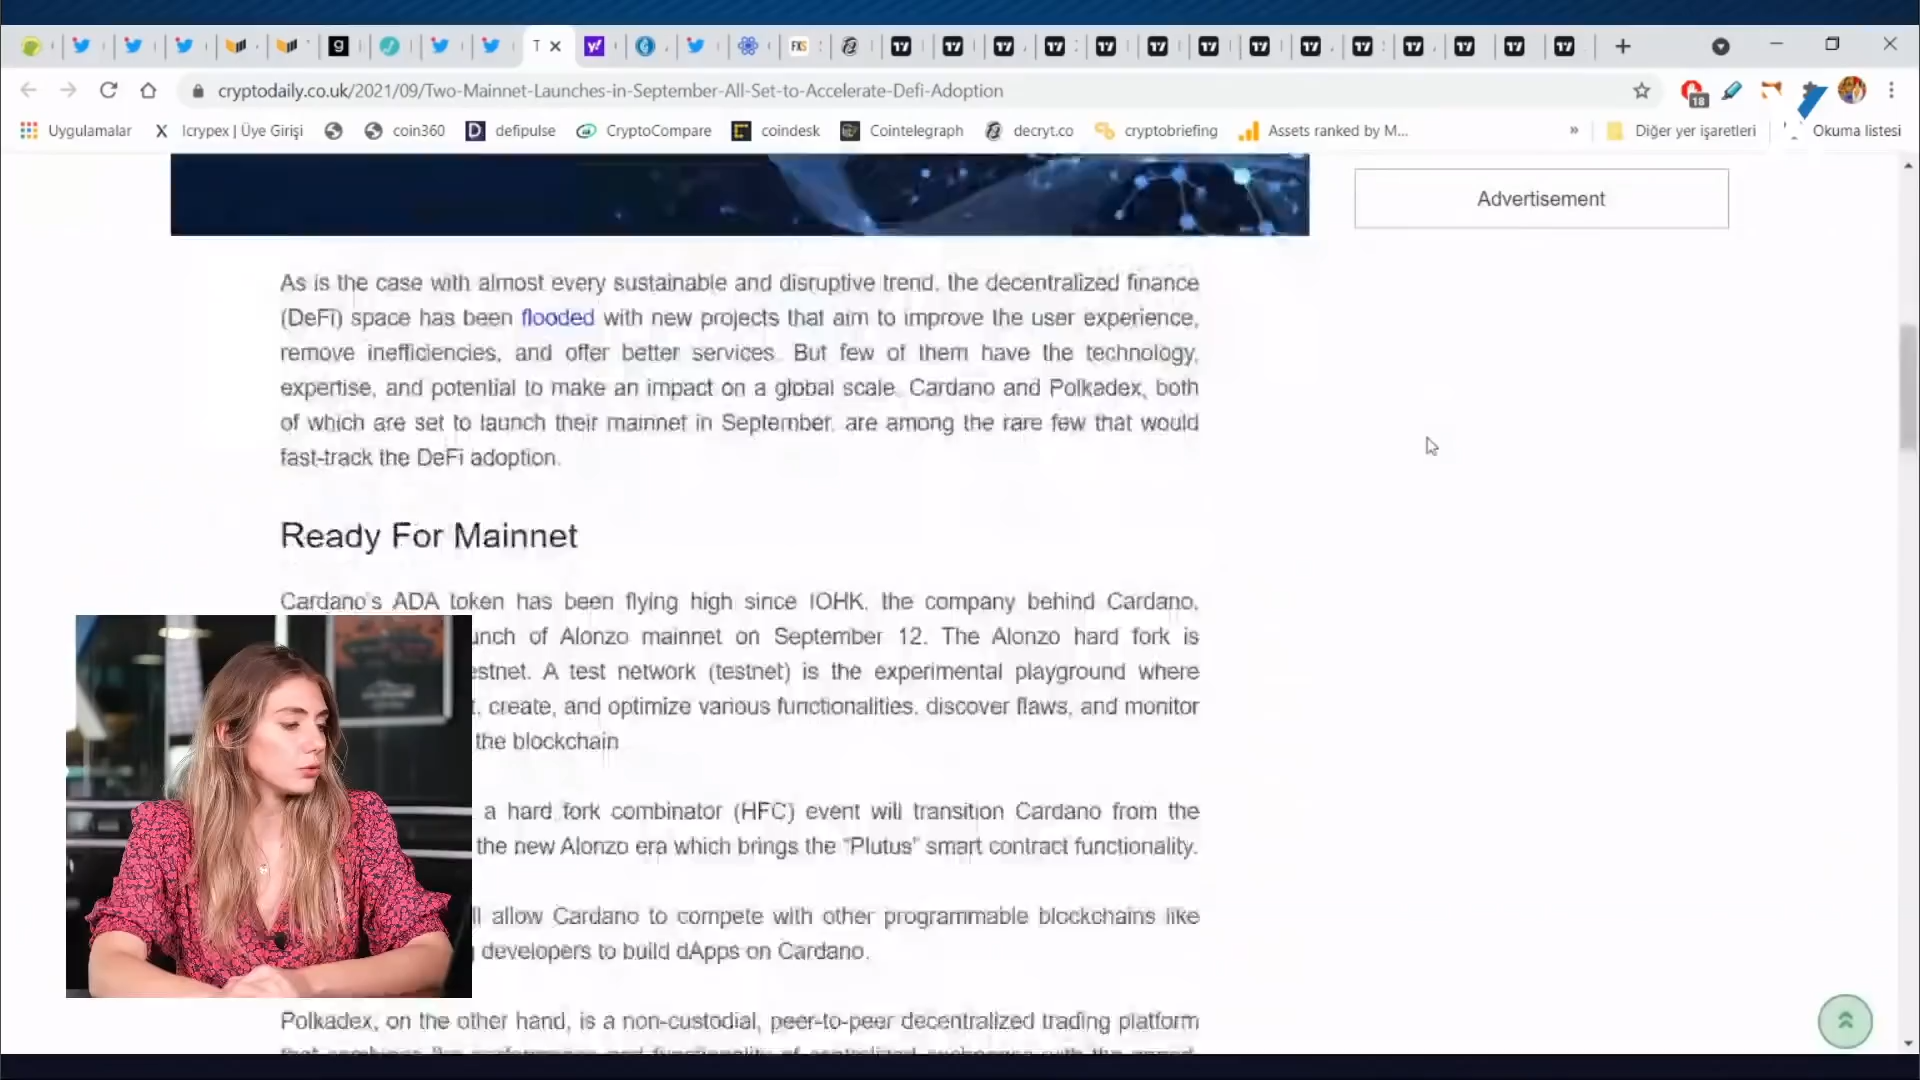 T
cryptodaily.co.uk/2021/09/Two-Mainnet-Launches-in-September-All-Set-to-Accelerate-Defi-Adoption
18
Uygulamalar
Icrypex | Üye Girişi
coin360
defipulse
CryptoCompare
coindesk
Cointelegraph
decryt.co
cryptobriefing
Assets ranked by M...
»
Diğer yer işaretleri
Okuma listesi
Advertisement
As is the case with almost every sustainable and disruptive trend, the decentralized finance
(DeFi) space has been flooded with new projects that aim to improve the user experience,
remove inefficiencies, and offer better services. But few of them have the technology,
expertise, and potential to make an impact on a global scale. Cardano and Polkadex, both
of which are set to launch their mainnet in September, are among the rare few that would
fast-track the DeFi adoption.
Ready For Mainnet
Cardano's ADA token has been flying high since IOHK, the company behind Cardano,
unch of Alonzo mainnet on September 12. The Alonzo hard fork is
estnet. A test network (testnet) is the experimental playground where
, create, and optimize various functionalities, discover flaws, and monitor
the blockchain
a hard fork combinator (HFC) event will transition Cardano from the
the new Alonzo era which brings the “Plutus” smart contract functionality.
ll allow Cardano to compete with other programmable blockchains like
developers to build dApps on Cardano.
Polkadex, on the other hand, is a non-custodial, peer-to-peer decentralized trading platform